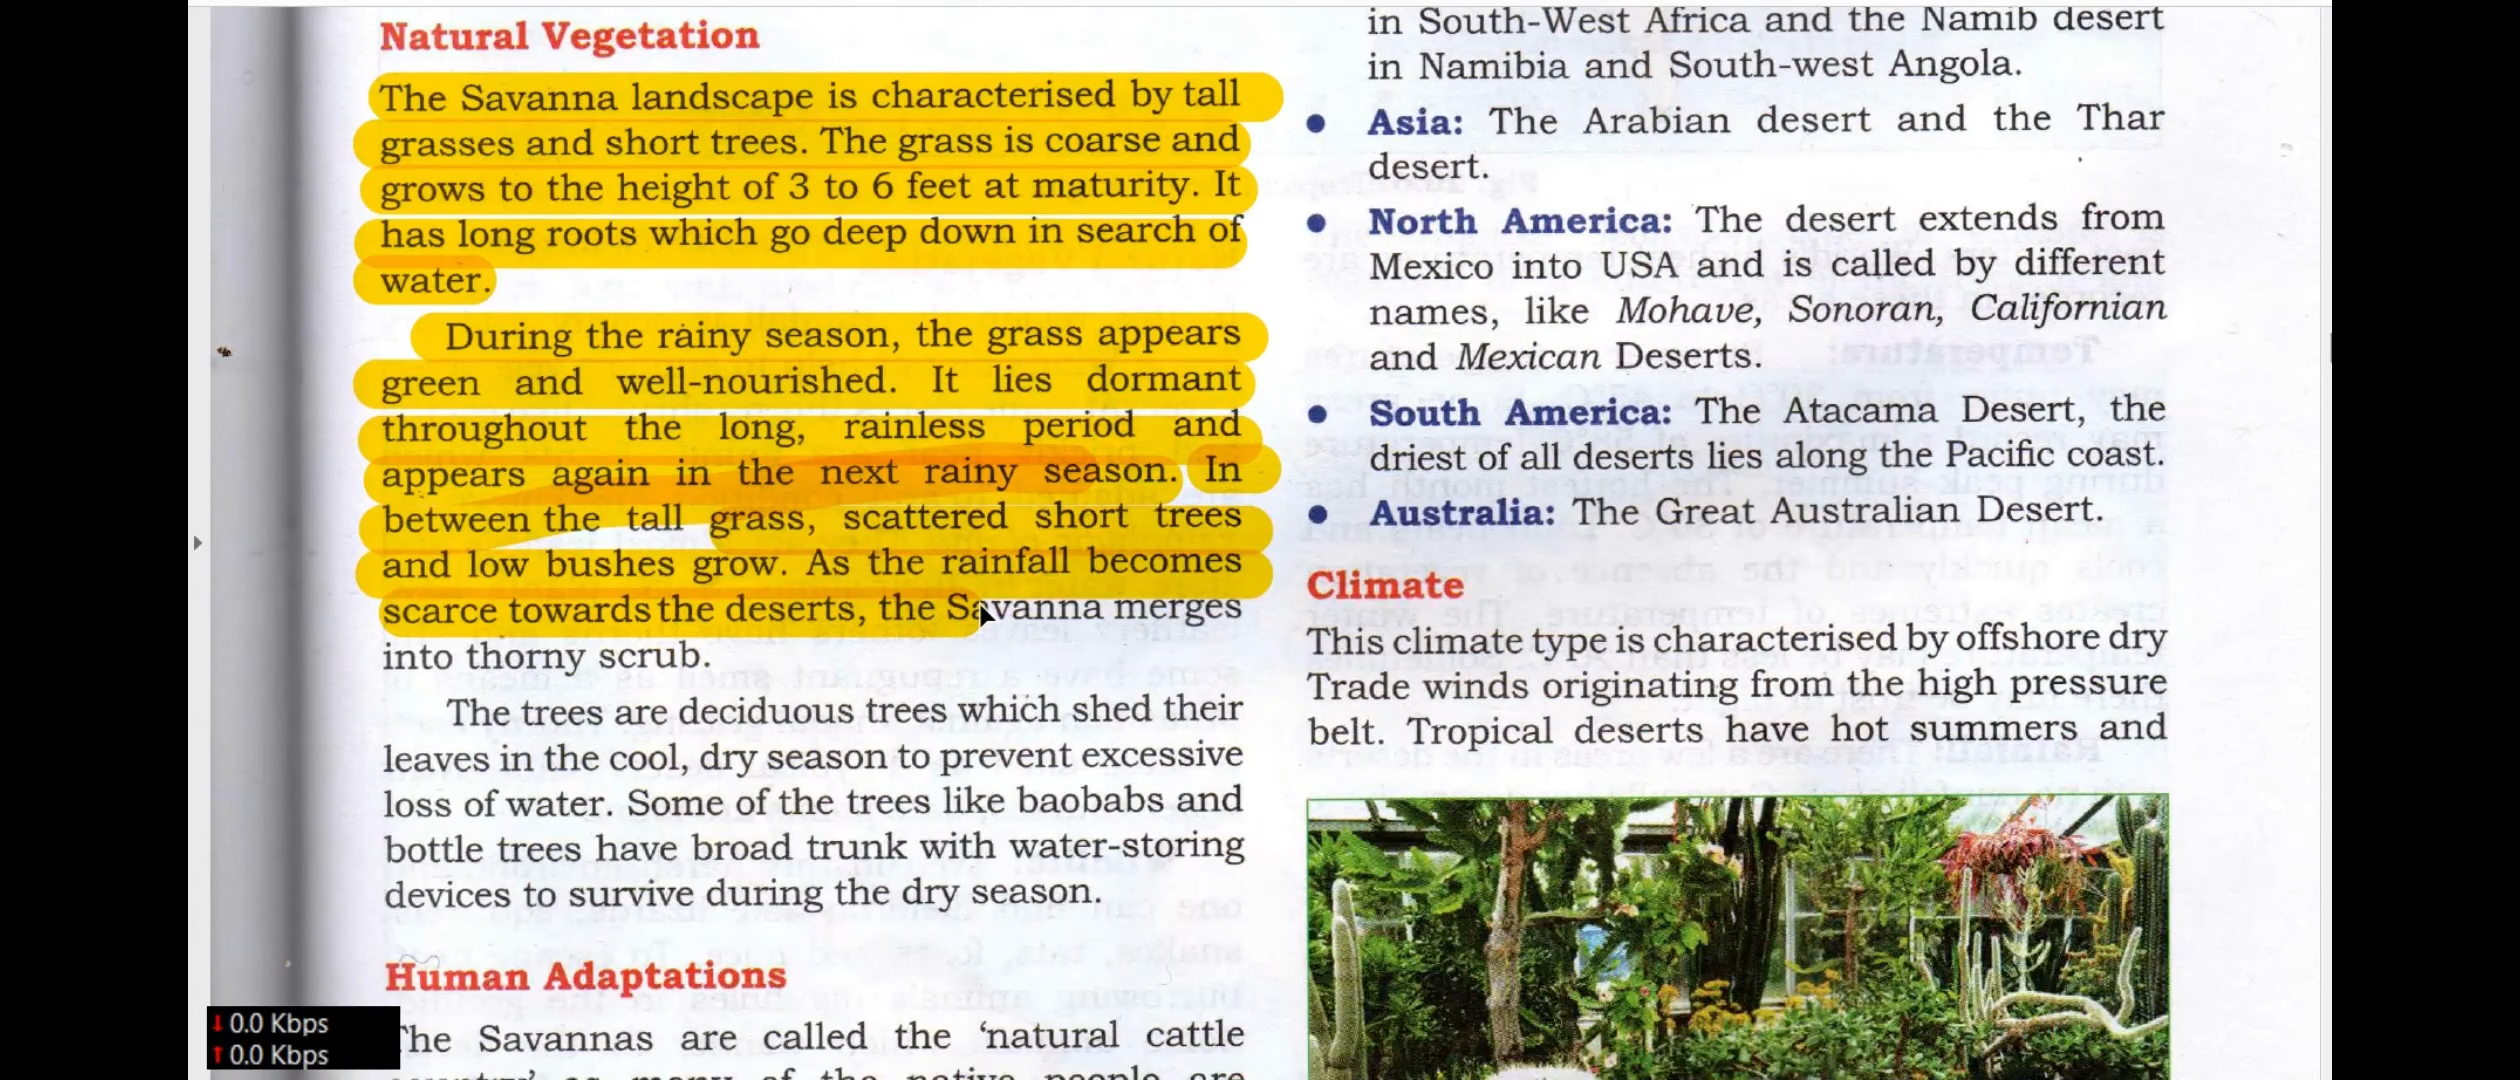 Natural Vegetation
The Savanna landscape is characterised by tall
grasses and short trees. The grass is coarse and
grows to the height of 3 to 6 feet at maturity. It
has long roots which go deep down in search of
water.
During the rainy season, the grass appears
green and well-nourished. It lies dormant
throughout the long, rainless period and
appears again in the next rainy season. In
between the tall grass, scattered short trees
and low bushes grow. As the rainfall becomes
scarce towards the deserts, the Savanna merges
into thorny scrub.
The trees are deciduous trees which shed their
leaves in the cool, dry season to prevent excessive
loss of water. Some of the trees like baobabs and
bottle trees have broad trunk with water-storing
devices to survive during the dry season.
Human Adaptations
The Savannas are called the ‘natural cattle
in South-West Africa and the Namib desert
in Namibia and South-west Angola.
• Asia: The Arabian desert and the Thar
desert.
• North America: The desert extends from
Mexico into USA and is called by different
names, like Mohave, Sonoran, Californian
and Mexican Deserts.
• South America: The Atacama Desert, the
driest of all deserts lies along the Pacific coast.
• Australia: The Great Australian Desert.
Climate
This climate type is characterised by offshore dry
Trade winds originating from the high pressure
belt. Tropical deserts have hot summers and
0.0 Kbps
0.0 Kbps